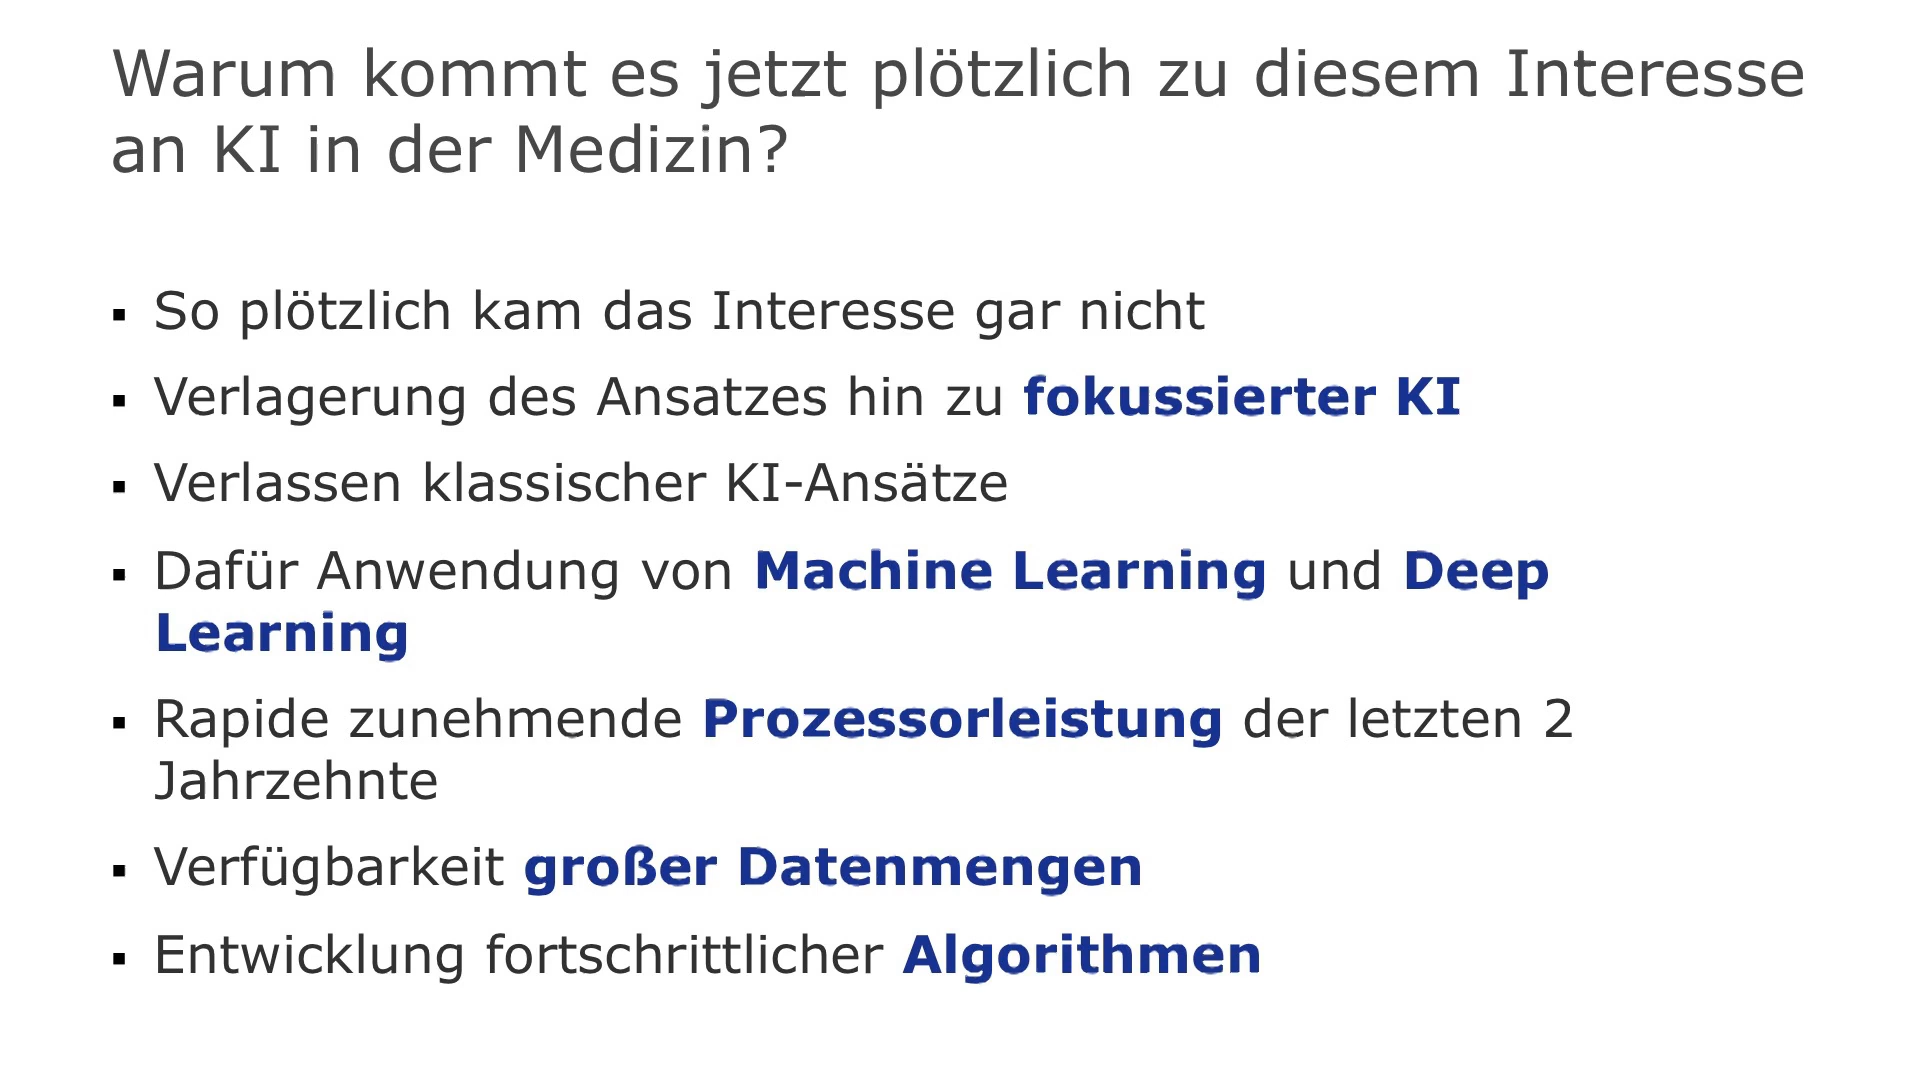 Warum kommt es jetzt plötzlich zu diesem Interesse
an KI in der Medizin?
▪ So plötzlich kam das Interesse gar nicht
▪ Verlagerung des Ansatzes hin zu fokussierter KI
▪ Verlassen klassischer KI-Ansätze
▪ Dafür Anwendung von Machine Learning und Deep
Learning
▪ Rapide zunehmende Prozessorleistung der letzten 2
Jahrzehnte
▪ Verfügbarkeit großer Datenmengen
▪ Entwicklung fortschrittlicher Algorithmen